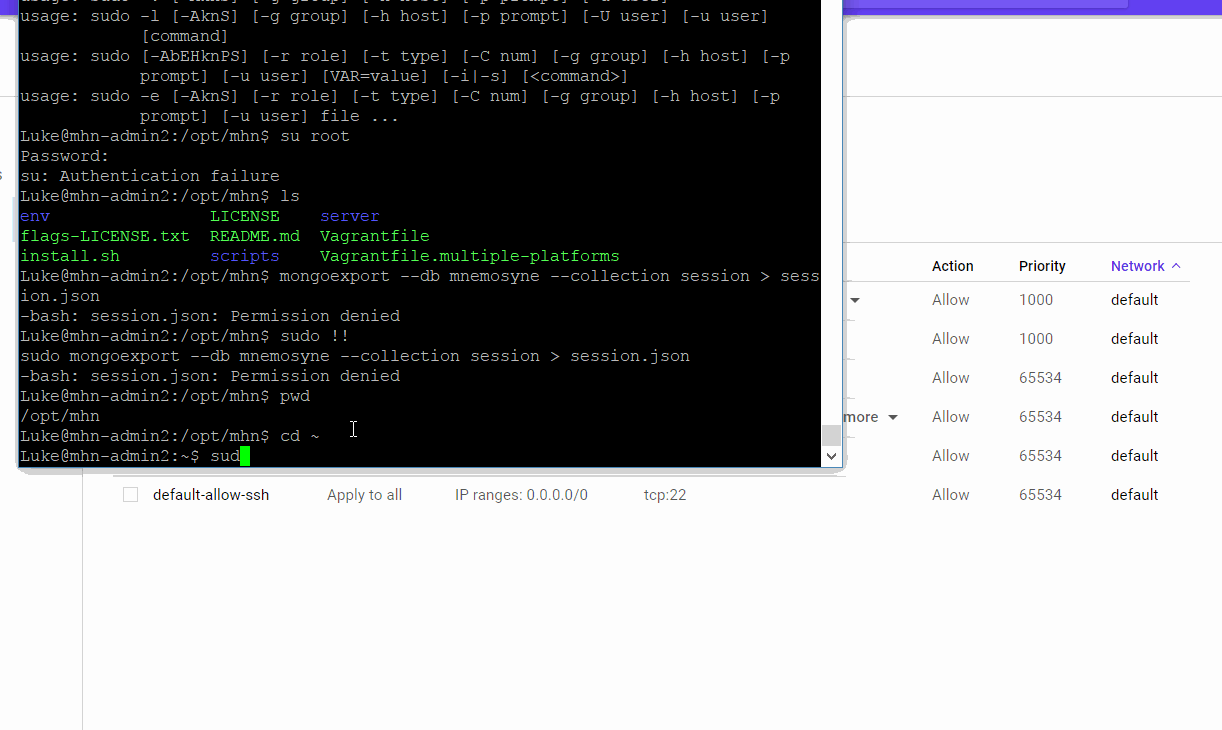 sudo -l [-AknS] [-g group] [-h host] [-p prompt] [-U user] [-u user]
[command]
usage: sudo [-AbEHknPS] [-r role] [-t type] [-C num] [-g group] [-h host] [-p
prompt] [-u user] [VAR=value] [-i|-s] [<command>]
usage: sudo -e [-AknS] [-r role] [-t type] [-C num] [-g group] [-h host] [-p
prompt] [-u user] file ...
Luke@mhn-admin2:/opt/mhn$ su root
Password:
su: Authentication failure
Luke@mhn-admin2:/opt/mhn$ ls
env LICENSE server
flags-LICENSE.txt README.md Vagrantfile
install.sh scripts Vagrantfile.multiple-platforms
Luke@mhn-admin2:/opt/mhn$ mongoexport --db mnemosyne --collection session > sess
ion.json
-bash: session.json: Permission denied
Luke@mhn-admin2:/opt/mhn$ sudo !!
sudo mongoexport --db mnemosyne --collection session > session.json
-bash: session.json: Permission denied
Luke@mhn-admin2:/opt/mhn$ pwd
/opt/mhn
Luke@mhn-admin2:/opt/mhn$ cd ~
Luke@mhn-admin2:~$ sud
Action Priority Network
Allow 1000 default
Allow 1000 default
Allow 65534 default
more Allow 65534 default
Allow 65534 default
default-allow-ssh Apply to all IP ranges: 0.0.0.0/0 tcp:22 Allow 65534 default